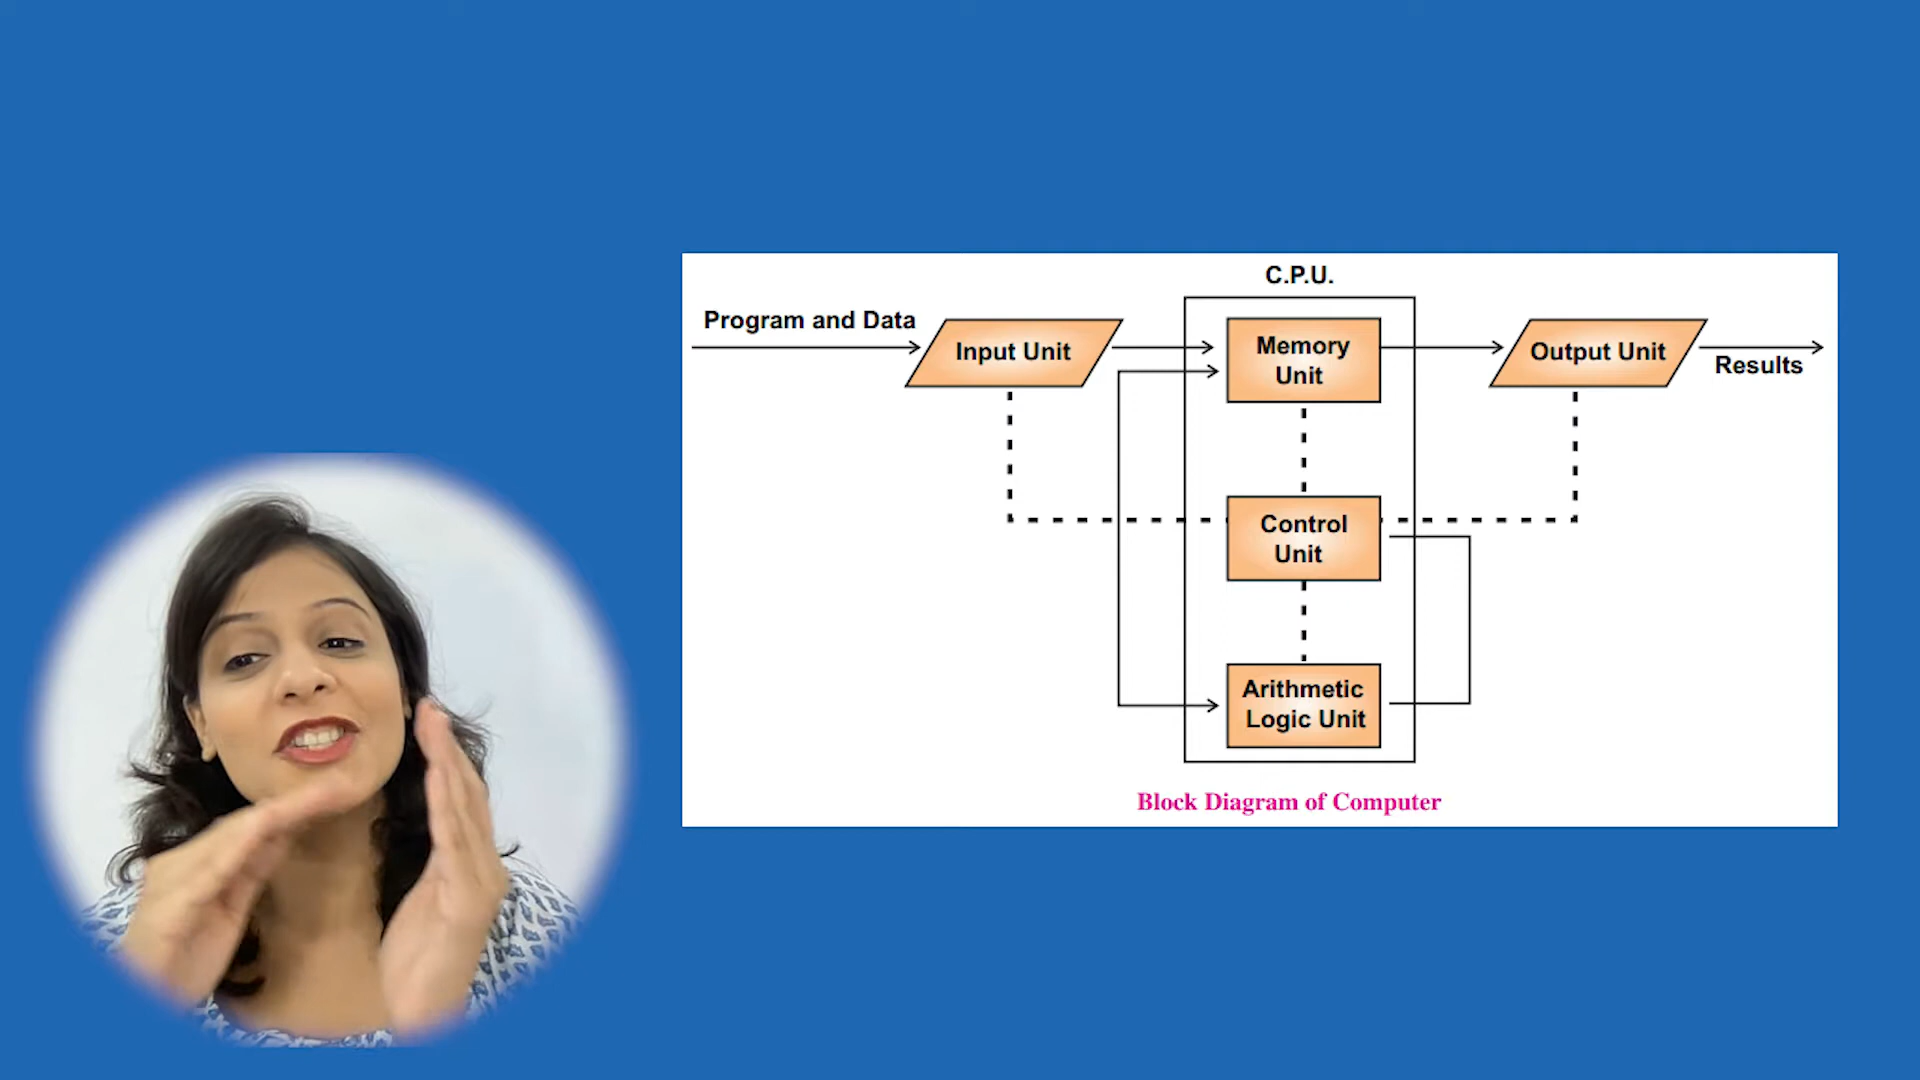 C.P.U.
Program and Data
Input Unit
Memory
Unit
Output Unit
Results
Control
Unit
Arithmetic
Logic Unit
Block Diagram of Computer